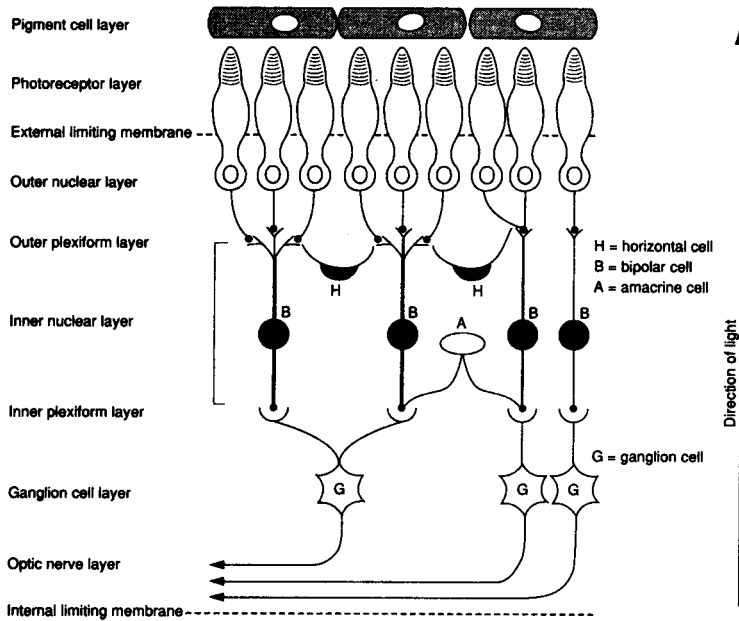 Pigment cell layer
Photoreceptor layer
External limiting membrane
Outer nuclear layer
Outer plexiform layer
H = horizontal cell
B = bipolar cell
A = amacrine cell
H
H
Inner nuclear layer
B
B
A
B
B
Direction of light
Inner plexiform layer
G = ganglion cell
Ganglion cell layer
G
G
G
Optic nerve layer
Internal limiting membrane